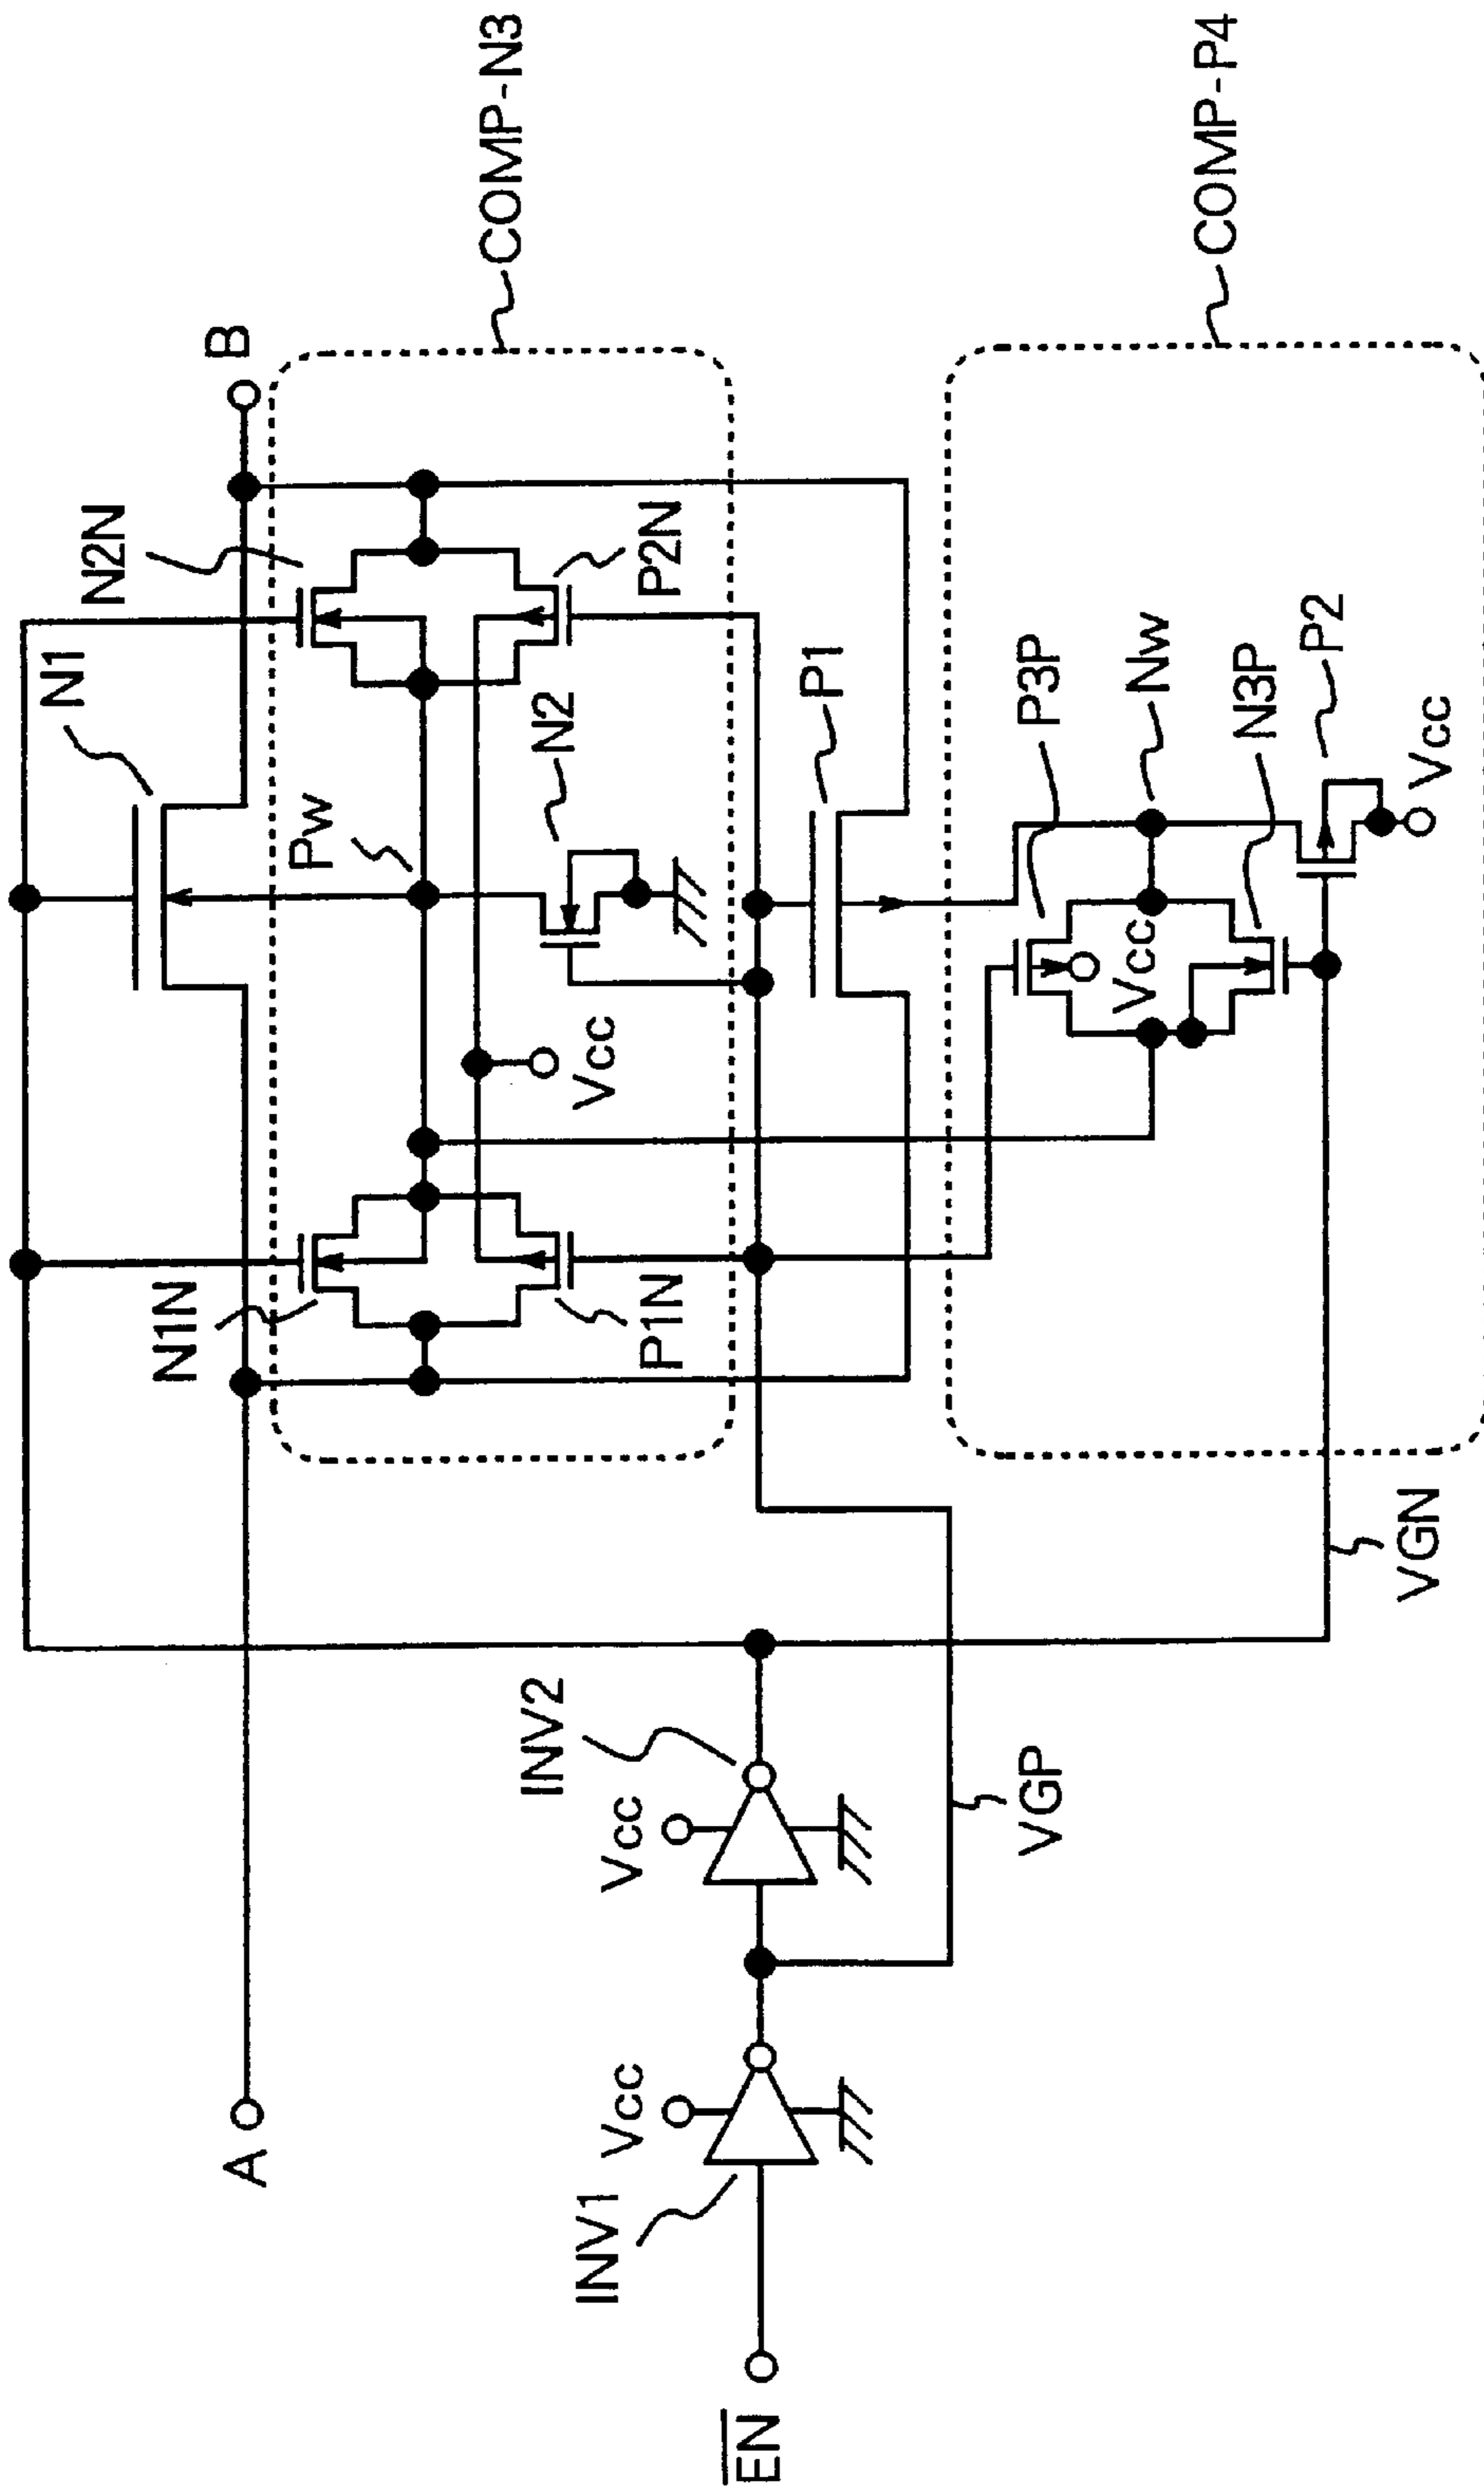 N1
N2N
B
N1N
Pw
N2
P2N
P1N
Vcc
COMP-N3
A
EN
INV1
Vcc
INV2
Vcc
VGP
P1
P3P
Vcc
Nw
N3P
P2
Vcc
VGN
COMP-P4